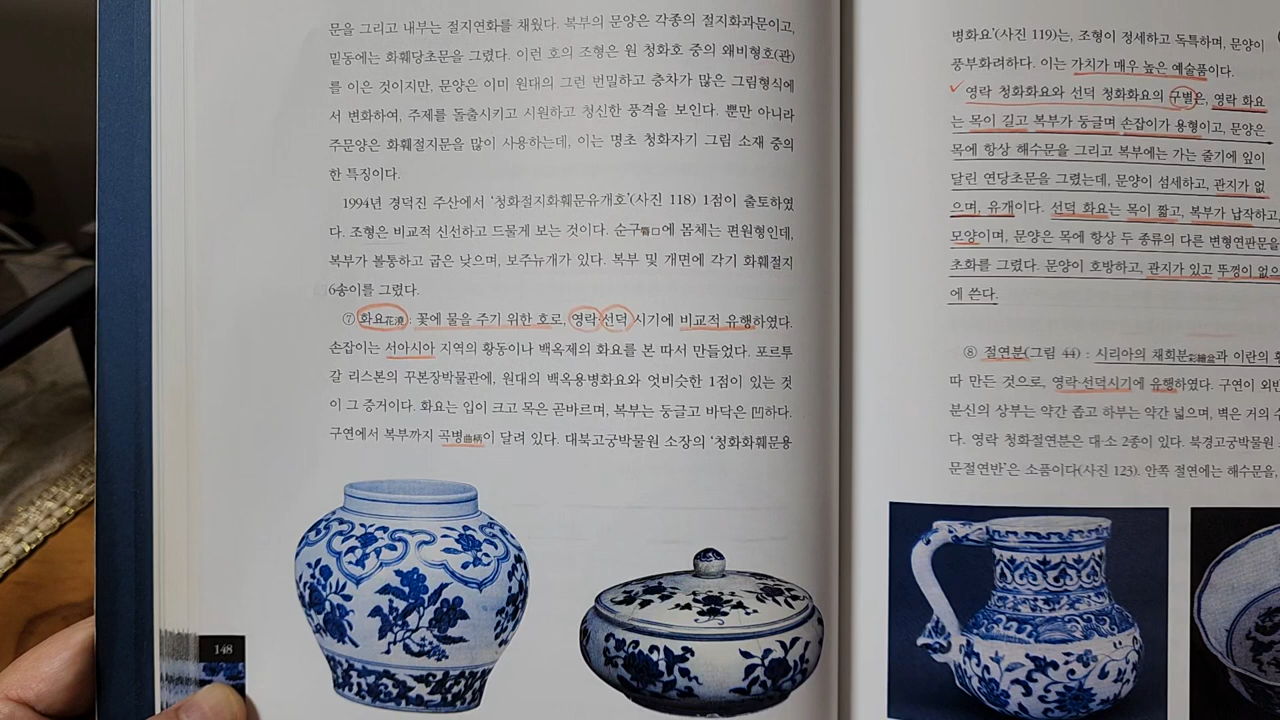 문을 그리고 내부는 절지연화를 채웠다. 복부의 문양은 각종의 절지화과문이고,
밑동에는 화훼당초문을 그렸다. 이런 호의 조형은 원 청화호 중의 왜비형호(관)
를 이은 것이지만, 문양은 이미 원대의 그런 번밀하고 층차가 많은 그림형식에
서 변화하여, 주제를 돌출시키고 시원하고 청신한 풍격을 보인다. 뿐만 아니라
주문양은 화훼절지문을 많이 사용하는데, 이는 명초 청화자기 그림 소재 중의
한 특징이다.
1994년 경덕진 주산에서 '청화절지화훼문유개호'(사진 118) 1점이 출토하였
다. 조형은 비교적 신선하고 드물게 보는 것이다. 순구脣口에 몸체는 편원형인데,
복부가 볼통하고 굽은 낮으며, 보주뉴개가 있다. 복부 및 개면에 각기 화훼절지
6송이를 그렸다.
⑦ 화요花澆 : 꽃에 물을 주기 위한 호로, 영락·선덕 시기에 비교적 유행하였다.
손잡이는 서아시아 지역의 황동이나 백옥제의 화요를 본 따서 만들었다. 포르투
갈 리스본의 꾸본장박물관에, 원대의 백옥용병화요와 엇비슷한 1점이 있는 것
이 그 증거이다. 화요는 입이 크고 목은 곧바르며, 복부는 둥글고 바닥은 凹하다.
구연에서 복부까지 곡병曲柄이 달려 있다. 대북고궁박물원 소장의 '청화화훼문용
148
병화요'(사진 119)는, 조형이 정세하고 독특하며, 문양이
풍부화려하다. 이는 가치가 매우 높은 예술품이다.
영락 청화화요와 선덕 청화화요의 구별은, 영락 화요
는 목이 길고 복부가 둥글며 손잡이가 용형이고, 문양은
목에 항상 해수문을 그리고 복부에는 가는 줄기에 잎이
달린 연당초문을 그렸는데, 문양이 섬세하고, 관지가 없
으며, 유개이다. 선덕 화요는 목이 짧고, 복부가 납작하고
모양이며, 문양은 목에 항상 두 종류의 다른 변형연판문을
초화를 그렸다. 문양이 호방하고, 관지가 있고 뚜껑이 없으
에 쓴다.
⑧ 절연분(그림 44) : 시리아의 채회분彩繪盆과 이란의
따 만든 것으로, 영락·선덕시기에 유행하였다. 구연이 외반
분신의 상부는 약간 좁고 하부는 약간 넓으며, 벽은 거의
다. 영락 청화절연분은 대·소 2종이 있다. 북경고궁박물원
문절연반'은 소품이다(사진 123). 안쪽 절연에는 해수문을,